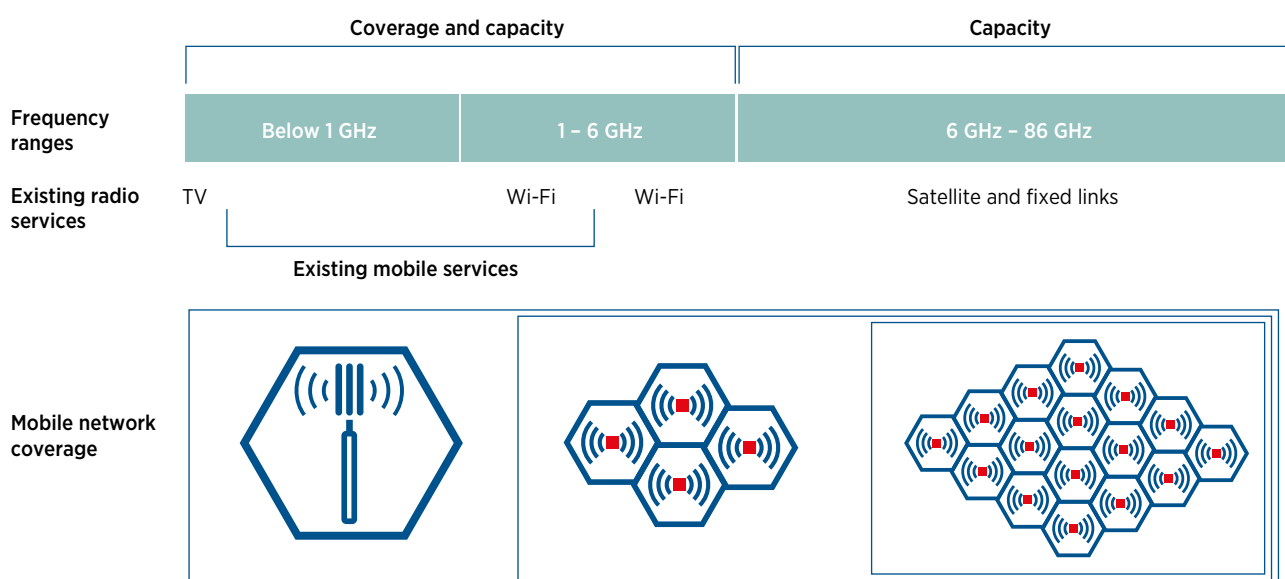 Coverage and capacity
Capacity
Frequency
ranges
Below 1 GHz
1 – 6 GHz
6 GHz – 86 GHz
Existing radio
services
TV
Wi-Fi
Wi-Fi
Satellite and fixed links
Existing mobile services
Mobile network
coverage